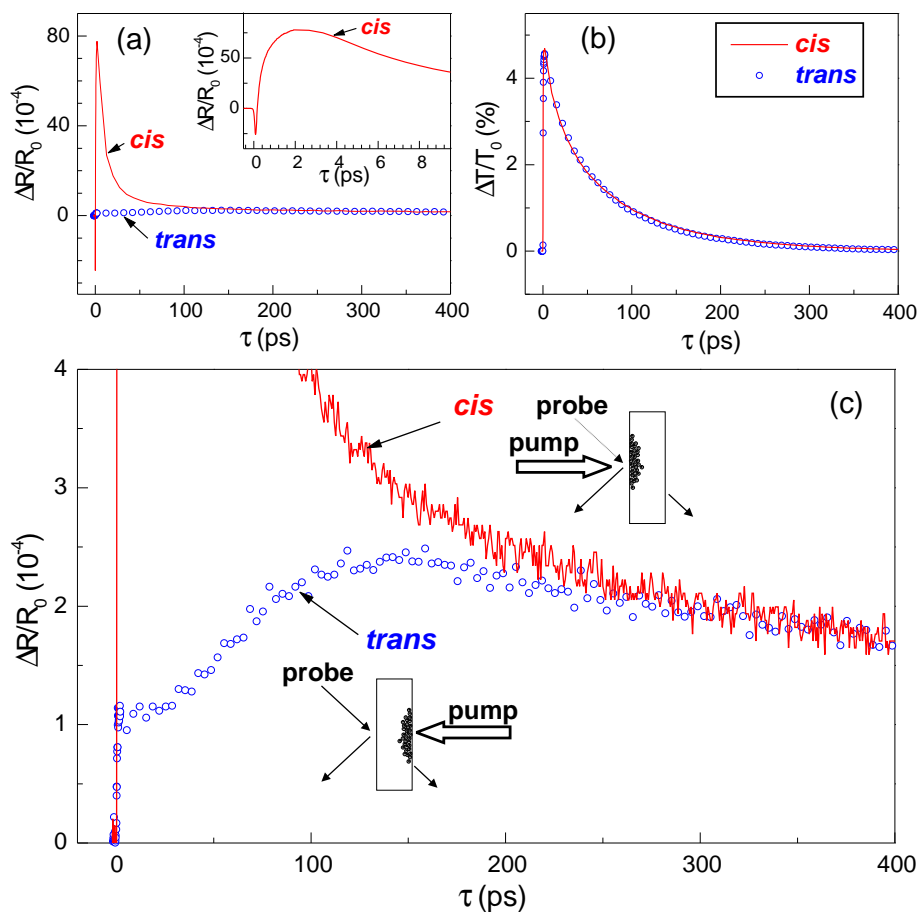 (a)
ΔR/R₀ (10⁻⁴)
80
60
40
20
0
cis
trans
0 100 200 300 400
τ (ps)
ΔR/R₀ (10⁻⁴)
50
0
cis
0 2 4 6 8
τ (ps)
(b)
ΔT/T₀ (%)
4
2
0
cis
trans
0 100 200 300 400
τ (ps)
(c)
ΔR/R₀ (10⁻⁴)
4
3
2
1
0
cis
probe
pump
trans
probe
pump
0 100 200 300 400
τ (ps)